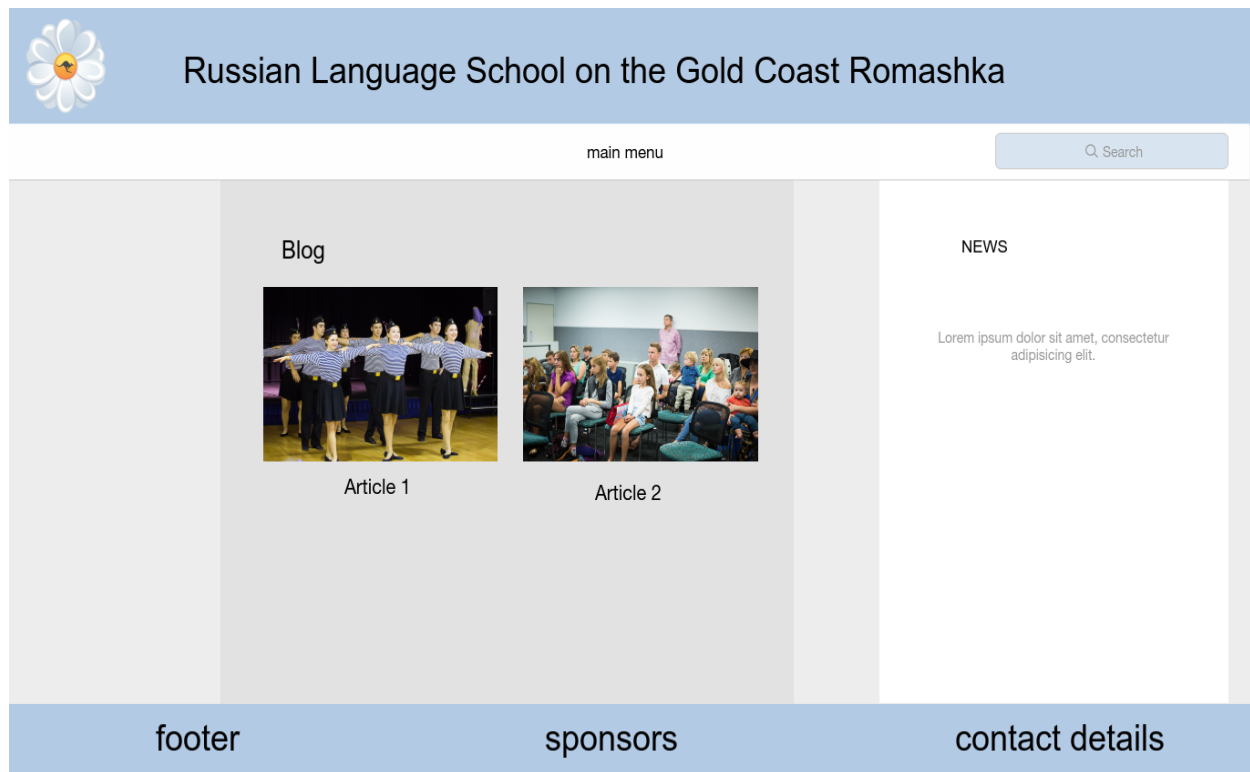 Russian Language School on the Gold Coast Romashka
main menu
Search
Blog
Article 1
Article 2
NEWS
Lorem ipsum dolor sit amet, consectetur
adipisicing elit.
footer
sponsors
contact details